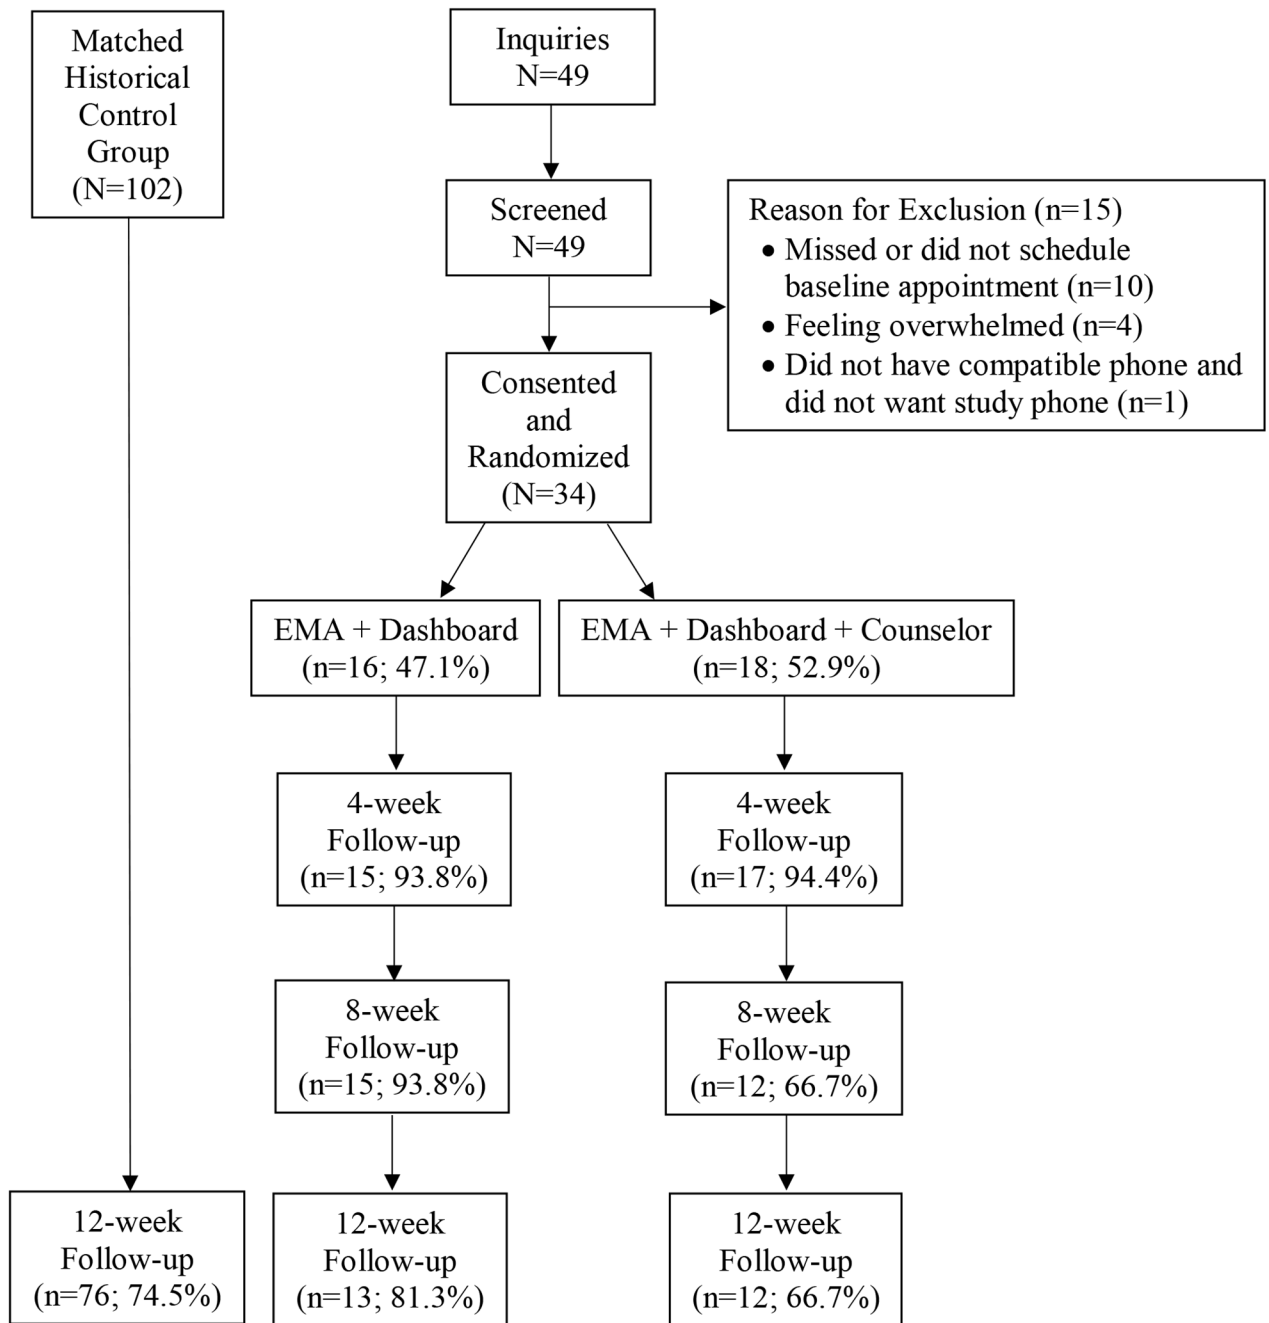 Matched
Historical
Control
Group
(N=102)
Inquiries
N=49
Screened
N=49
Reason for Exclusion (n=15)
• Missed or did not schedule
baseline appointment (n=10)
• Feeling overwhelmed (n=4)
• Did not have compatible phone and
did not want study phone (n=1)
Consented
and
Randomized
(N=34)
EMA + Dashboard
(n=16; 47.1%)
EMA + Dashboard + Counselor
(n=18; 52.9%)
4-week
Follow-up
(n=15; 93.8%)
4-week
Follow-up
(n=17; 94.4%)
8-week
Follow-up
(n=15; 93.8%)
8-week
Follow-up
(n=12; 66.7%)
12-week
Follow-up
(n=76; 74.5%)
12-week
Follow-up
(n=13; 81.3%)
12-week
Follow-up
(n=12; 66.7%)